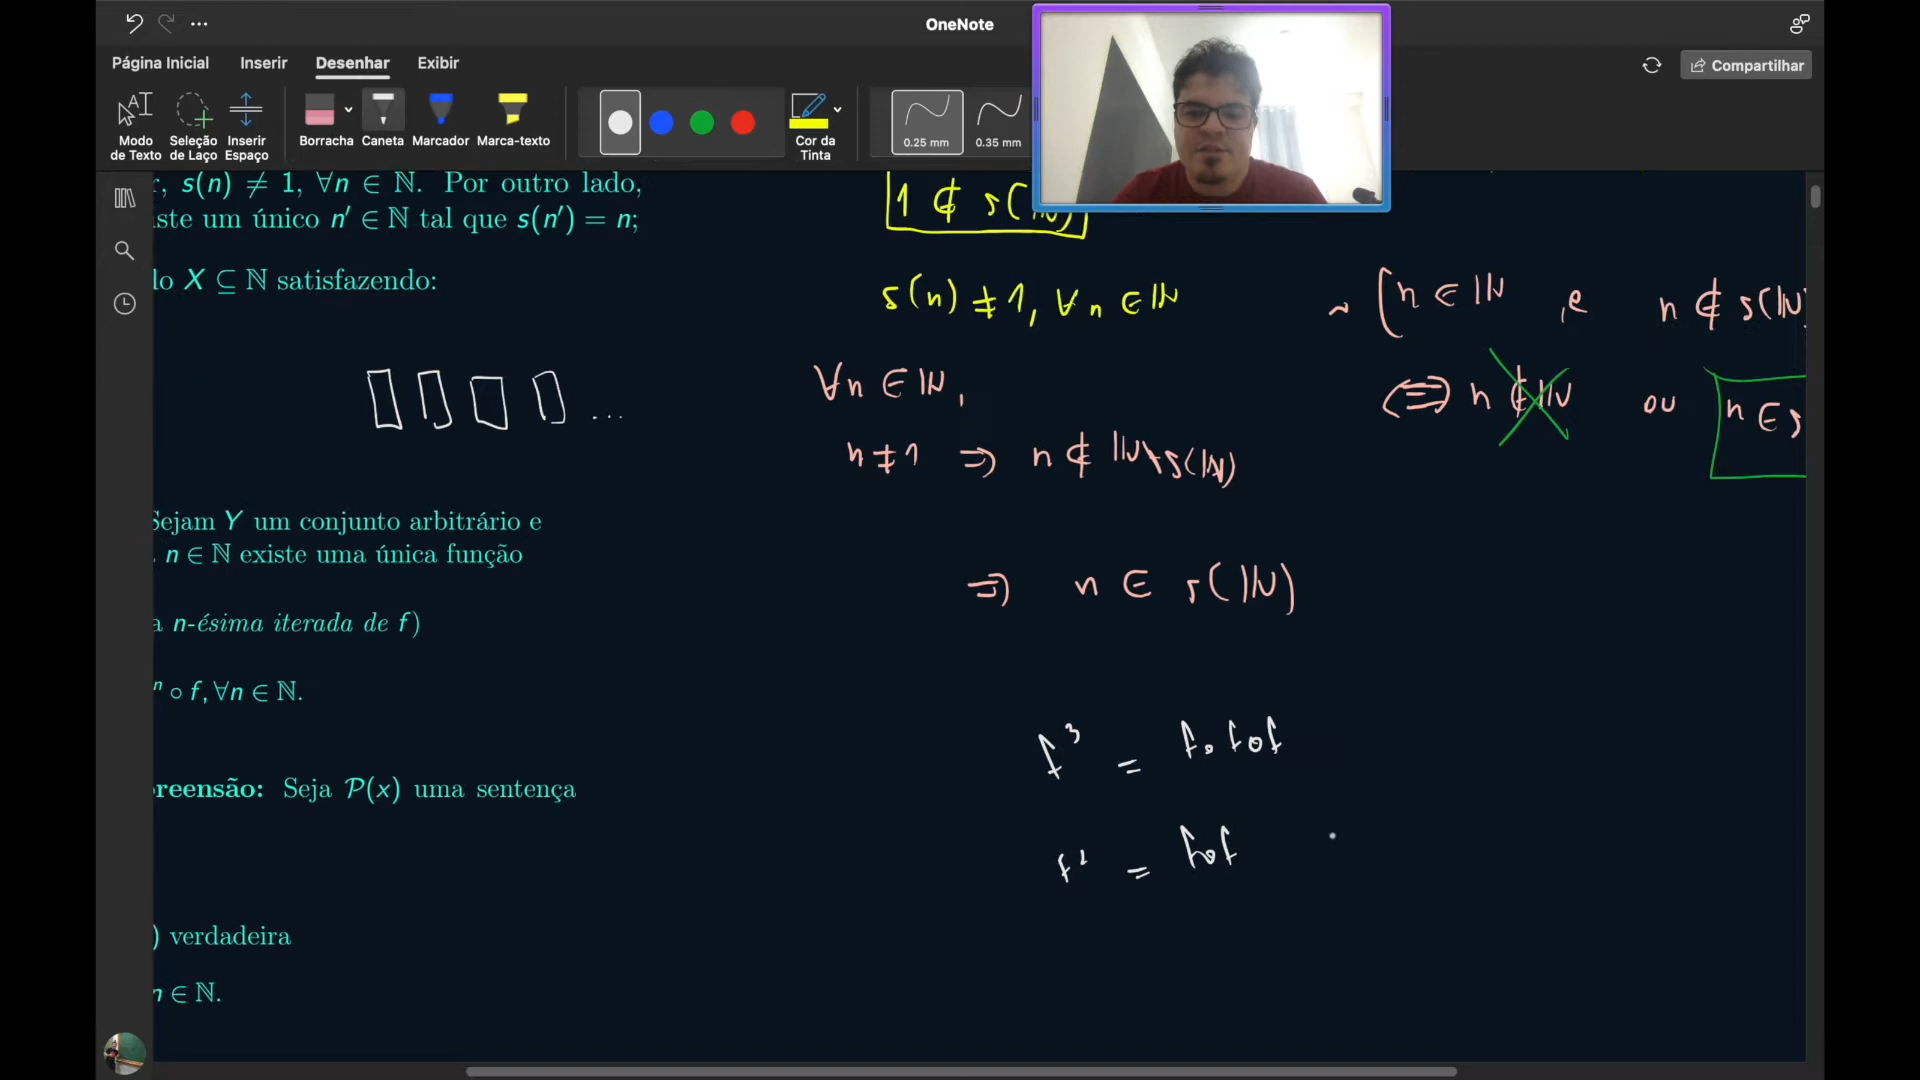 OneNote
Página Inicial Inserir Desenhar Exibir
Compartilhar
Modo de Texto
Seleção de Laço
Inserir Espaço
Borracha Caneta Marcador Marca-texto
Cor da Tinta
0.25 mm 0.35 mm
r, s(n) ≠ 1, ∀n ∈ ℕ. Por outro lado,
iste um único n′ ∈ ℕ tal que s(n′) = n;
lo X ⊆ ℕ satisfazendo:
...
Sejam Y um conjunto arbitrário e
n ∈ ℕ existe uma única função
a n-ésima iterada de f)
ⁿ ∘ f, ∀n ∈ ℕ.
reensão: Seja 𝒫(x) uma sentença
) verdadeira
n ∈ ℕ.
1 ∉ s(ℕ)
s(n) ≠ 1, ∀ n ∈ ℕ
∀n ∈ ℕ,
n ≠ 1 ⇒ n ∉ ℕ\s(ℕ)
⇒ n ∈ s(ℕ)
f³ = f∘f∘f
f² = f∘f
~ [n ∈ ℕ, e n ∉ s(ℕ)
(⇔) n ∉ ℕ ou n ∈ s